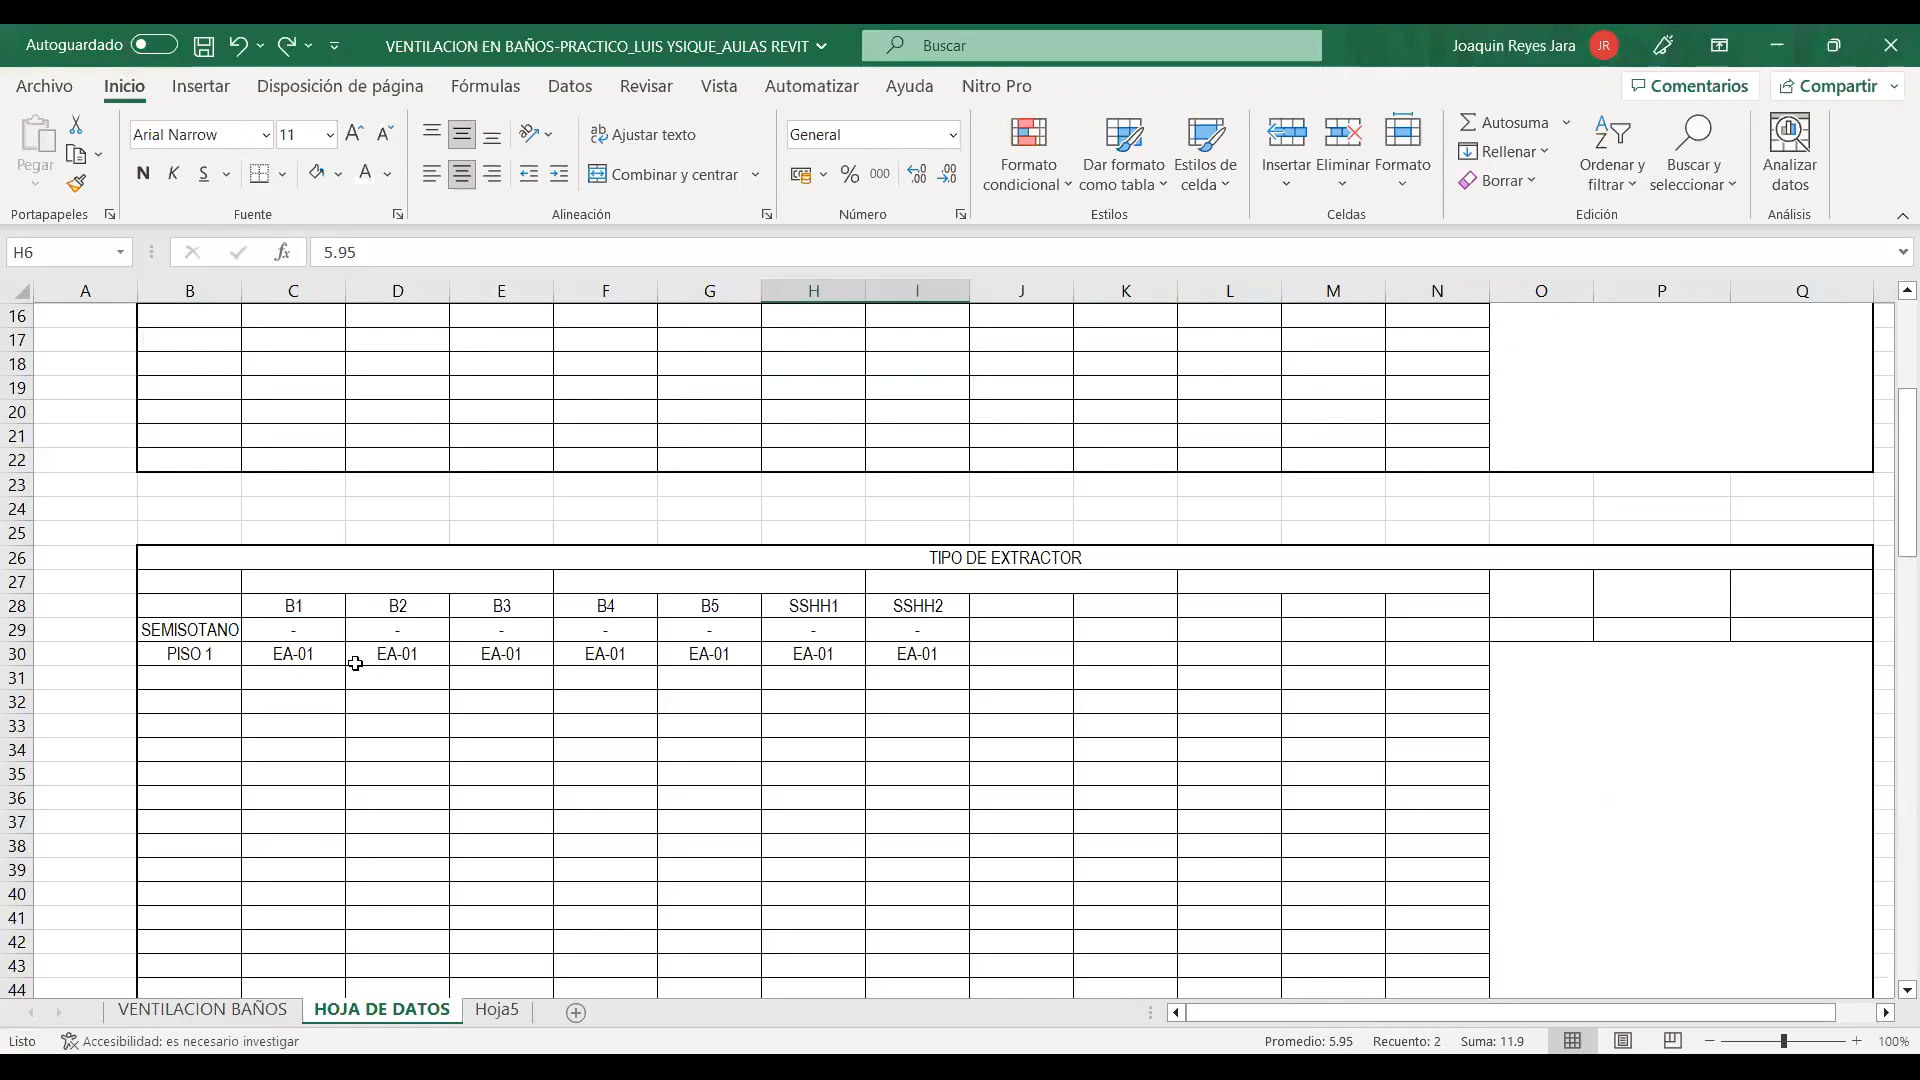 Autoguardado VENTILACION EN BAÑOS-PRACTICO_LUIS YSIQUE_AULAS REVIT Buscar Joaquin Reyes Jara JR
Archivo Inicio Insertar Disposición de página Fórmulas Datos Revisar Vista Automatizar Ayuda Nitro Pro Comentarios Compartir
Pegar
Portapapeles
Arial Narrow 11
N K S
Fuente
Ajustar texto
Combinar y centrar
Alineación
General
% 000
Número
Formato condicional
Dar formato como tabla
Estilos de celda
Estilos
Insertar Eliminar Formato
Celdas
Autosuma
Rellenar
Borrar
Ordenar y filtrar
Buscar y seleccionar
Edición
Analizar datos
Análisis
H6 fx 5.95
A B C D E F G H I J K L M N O P Q
16
17
18
19
20
21
22
23
24
25
26 TIPO DE EXTRACTOR
27
28 B1 B2 B3 B4 B5 SSHH1 SSHH2
29 SEMISOTANO - - - - - - -
30 PISO 1 EA-01 EA-01 EA-01 EA-01 EA-01 EA-01 EA-01
31
32
33
34
35
36
37
38
39
40
41
42
43
44
VENTILACION BAÑOS HOJA DE DATOS Hoja5
Listo Accesibilidad: es necesario investigar Promedio: 5.95 Recuento: 2 Suma: 11.9 100%